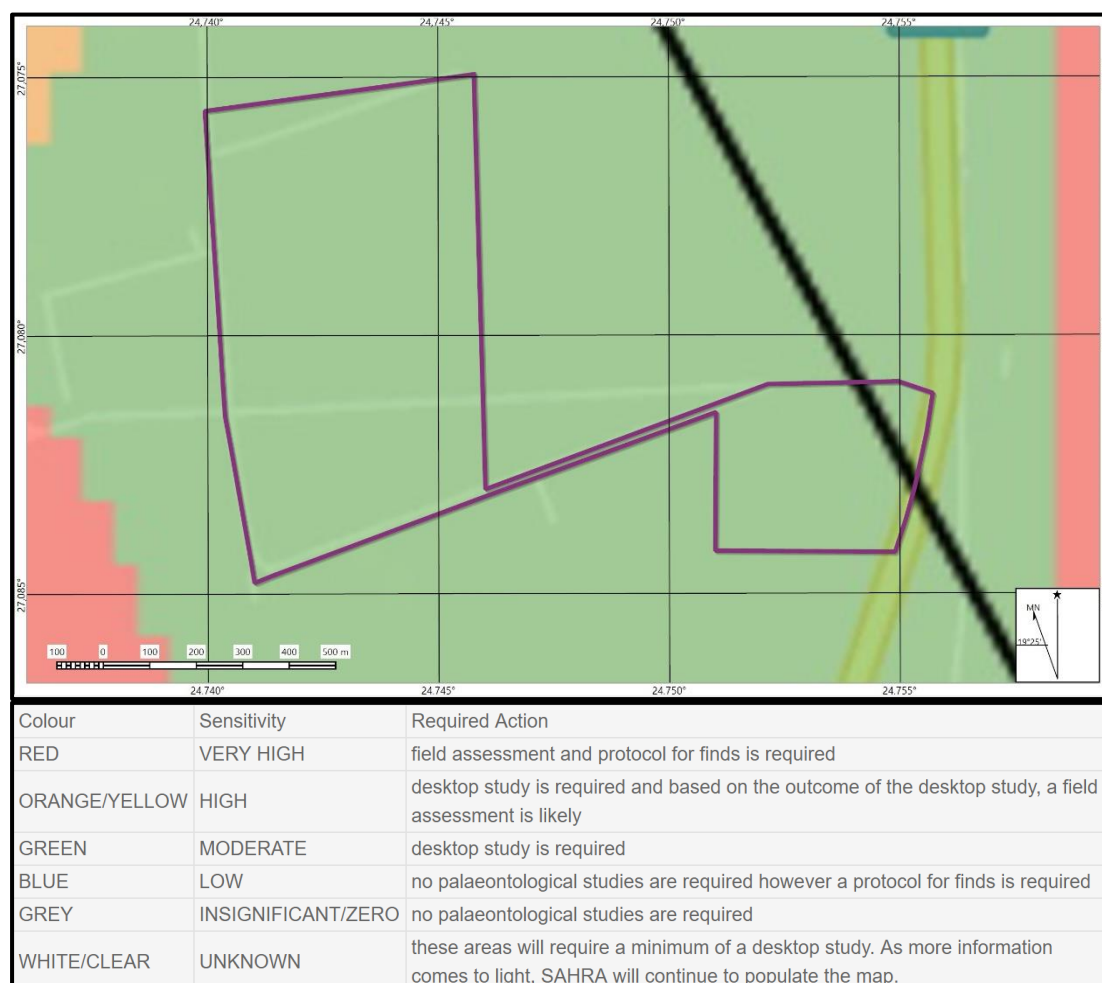 24.740° 24.745° 24.750° 24.755°
27.075°
27.080°
27.085°
MN
19°25'
100 0 100 200 300 400 500 m
24.740° 24.745° 24.750° 24.755°
Colour Sensitivity Required Action
RED VERY HIGH field assessment and protocol for finds is required
ORANGE/YELLOW HIGH desktop study is required and based on the outcome of the desktop study, a field
assessment is likely
GREEN MODERATE desktop study is required
BLUE LOW no palaeontological studies are required however a protocol for finds is required
GREY INSIGNIFICANT/ZERO no palaeontological studies are required
WHITE/CLEAR UNKNOWN these areas will require a minimum of a desktop study. As more information
comes to light, SAHRA will continue to populate the map.